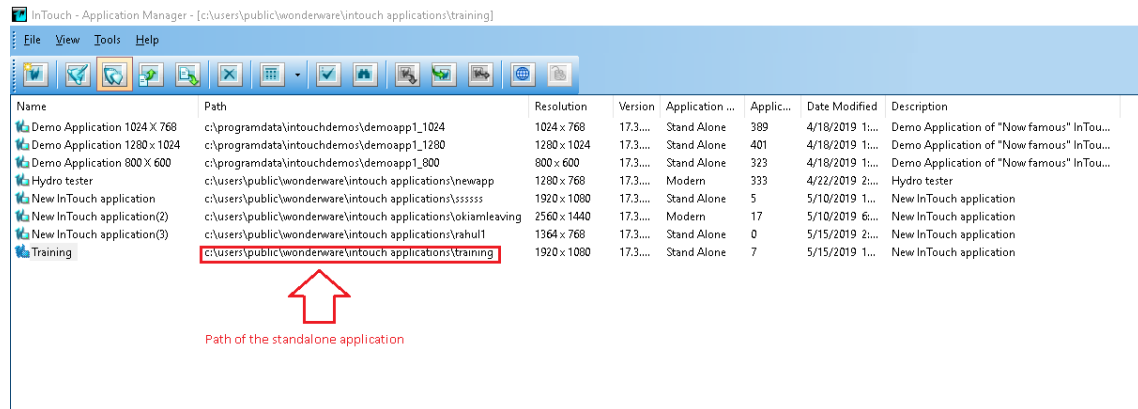 InTouch - Application Manager - [c:\users\public\wonderware\intouch applications\training]
File View Tools Help
Name Path Resolution Version Application ... Applic... Date Modified Description
Demo Application 1024 X 768 c:\programdata\intouchdemos\demoapp1_1024 1024 x 768 17.3.... Stand Alone 389 4/18/2019 1:... Demo Application of "Now famous" InTou...
Demo Application 1280 x 1024 c:\programdata\intouchdemos\demoapp1_1280 1280 x 1024 17.3.... Stand Alone 401 4/18/2019 1:... Demo Application of "Now famous" InTou...
Demo Application 800 X 600 c:\programdata\intouchdemos\demoapp1_800 800 x 600 17.3.... Stand Alone 323 4/18/2019 1:... Demo Application of "Now famous" InTou...
Hydro tester c:\users\public\wonderware\intouch applications\newapp 1280 x 768 17.3.... Modern 333 4/22/2019 2:... Hydro tester
New InTouch application c:\users\public\wonderware\intouch applications\ssssss 1920 x 1080 17.3.... Stand Alone 5 5/10/2019 1... New InTouch application
New InTouch application(2) c:\users\public\wonderware\intouch applications\okiamleaving 2560 x 1440 17.3.... Modern 17 5/10/2019 6:... New InTouch application
New InTouch application(3) c:\users\public\wonderware\intouch applications\rahul1 1364 x 768 17.3.... Stand Alone 0 5/15/2019 2:... New InTouch application
Training c:\users\public\wonderware\intouch applications\training 1920 x 1080 17.3.... Stand Alone 7 5/15/2019 1... New InTouch application
Path of the standalone application